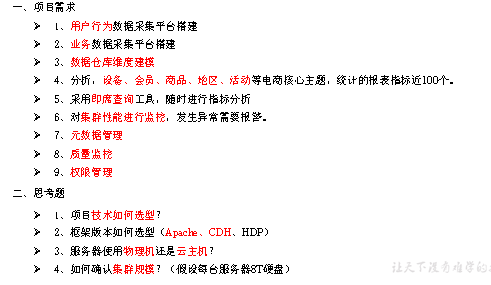 一、项目需求
➢ 1、用户行为数据采集平台搭建
➢ 2、业务数据采集平台搭建
➢ 3、数据仓库维度建模
➢ 4、分析，设备、会员、商品、地区、活动等电商核心主题，统计的报表指标近100个。
➢ 5、采用即席查询工具，随时进行指标分析
➢ 6、对集群性能进行监控，发生异常需要报警。
➢ 7、元数据管理
➢ 8、质量监控
➢ 9、权限管理
二、思考题
➢ 1、项目技术如何选型？
➢ 2、框架版本如何选型（Apache、CDH、HDP）
➢ 3、服务器使用物理机还是云主机？
➢ 4、如何确认集群规模？（假设每台服务器8T硬盘）
让天下没有难学的